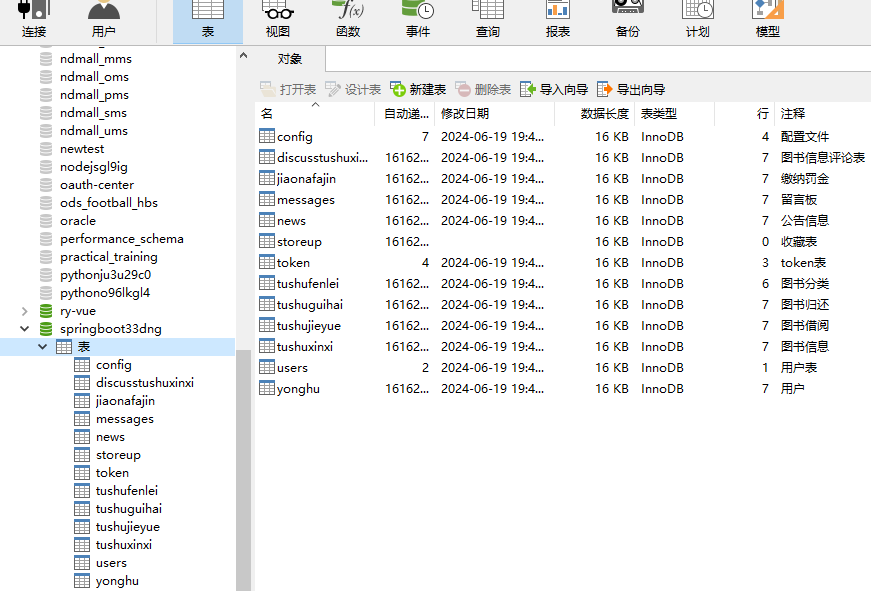 连接 用户 表 视图 函数 事件 查询 报表 备份 计划 模型
ndmall_mms
ndmall_oms
ndmall_pms
ndmall_sms
ndmall_ums
newtest
nodejsgl9ig
oauth-center
ods_football_hbs
oracle
performance_schema
practical_training
pythonju3u29c0
pythono96lkgl4
ry-vue
springboot33dng
表
config
discusstushuxinxi
jiaonafajin
messages
news
storeup
token
tushufenlei
tushuguihai
tushujieyue
tushuxinxi
users
yonghu
对象
打开表 设计表 新建表 删除表 导入向导 导出向导
名 自动递... 修改日期 数据长度 表类型 行 注释
config 7 2024-06-19 19:4... 16 KB InnoDB 4 配置文件
discusstushuxi... 16162... 2024-06-19 19:4... 16 KB InnoDB 7 图书信息评论表
jiaonafajin 16162... 2024-06-19 19:4... 16 KB InnoDB 7 缴纳罚金
messages 16162... 2024-06-19 19:4... 16 KB InnoDB 7 留言板
news 16162... 2024-06-19 19:4... 16 KB InnoDB 7 公告信息
storeup 16162... 16 KB InnoDB 0 收藏表
token 4 2024-06-19 19:4... 16 KB InnoDB 3 token表
tushufenlei 16162... 2024-06-19 19:4... 16 KB InnoDB 6 图书分类
tushuguihai 16162... 2024-06-19 19:4... 16 KB InnoDB 7 图书归还
tushujieyue 16162... 2024-06-19 19:4... 16 KB InnoDB 7 图书借阅
tushuxinxi 16162... 2024-06-19 19:4... 16 KB InnoDB 7 图书信息
users 2 2024-06-19 19:4... 16 KB InnoDB 1 用户表
yonghu 16162... 2024-06-19 19:4... 16 KB InnoDB 7 用户